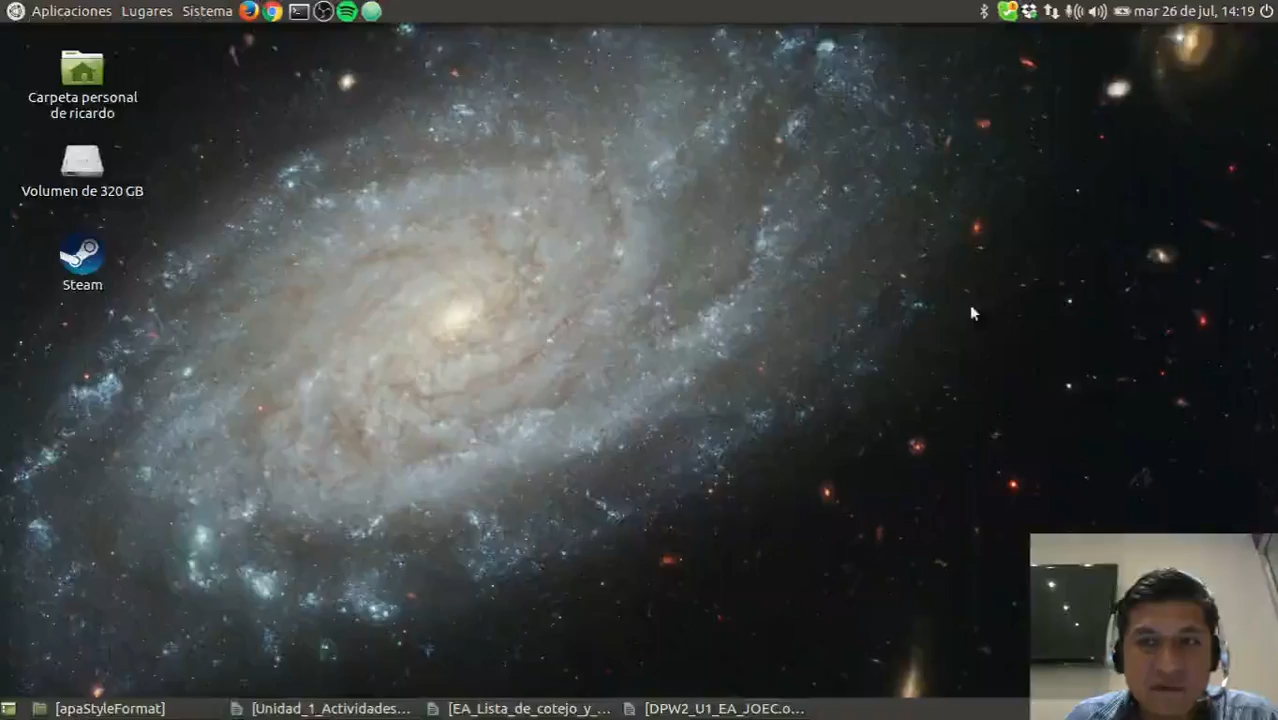 Aplicaciones Lugares Sistema
mar 26 de jul, 14:19
Carpeta personal
de ricardo
Volumen de 320 GB
Steam
[apaStyleFormat]
[Unidad_1_Actividades...
[EA_Lista_de_cotejo_y_...
[DPW2_U1_EA_JOEC.o...